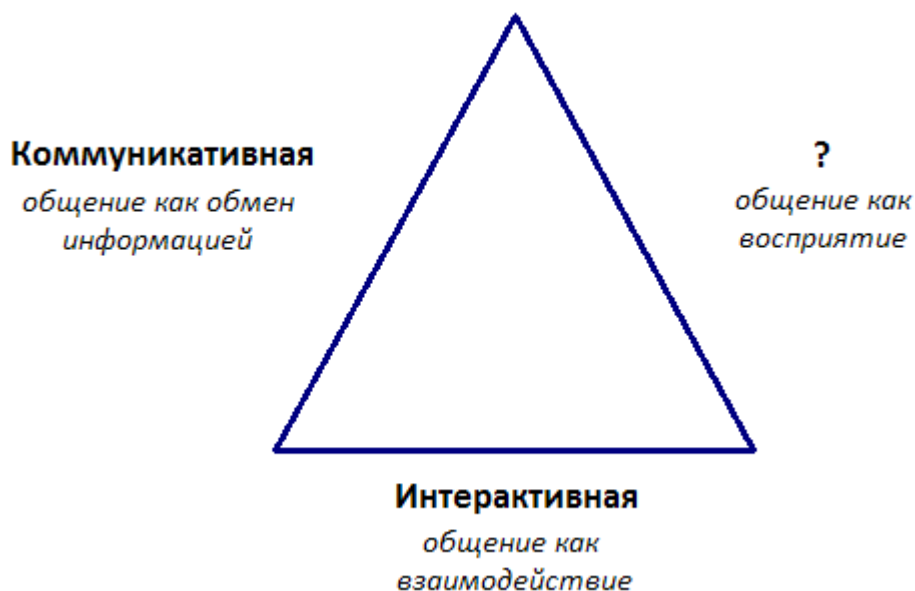 Коммуникативная
общение как обмен
информацией
?
общение как
восприятие
Интерактивная
общение как
взаимодействие